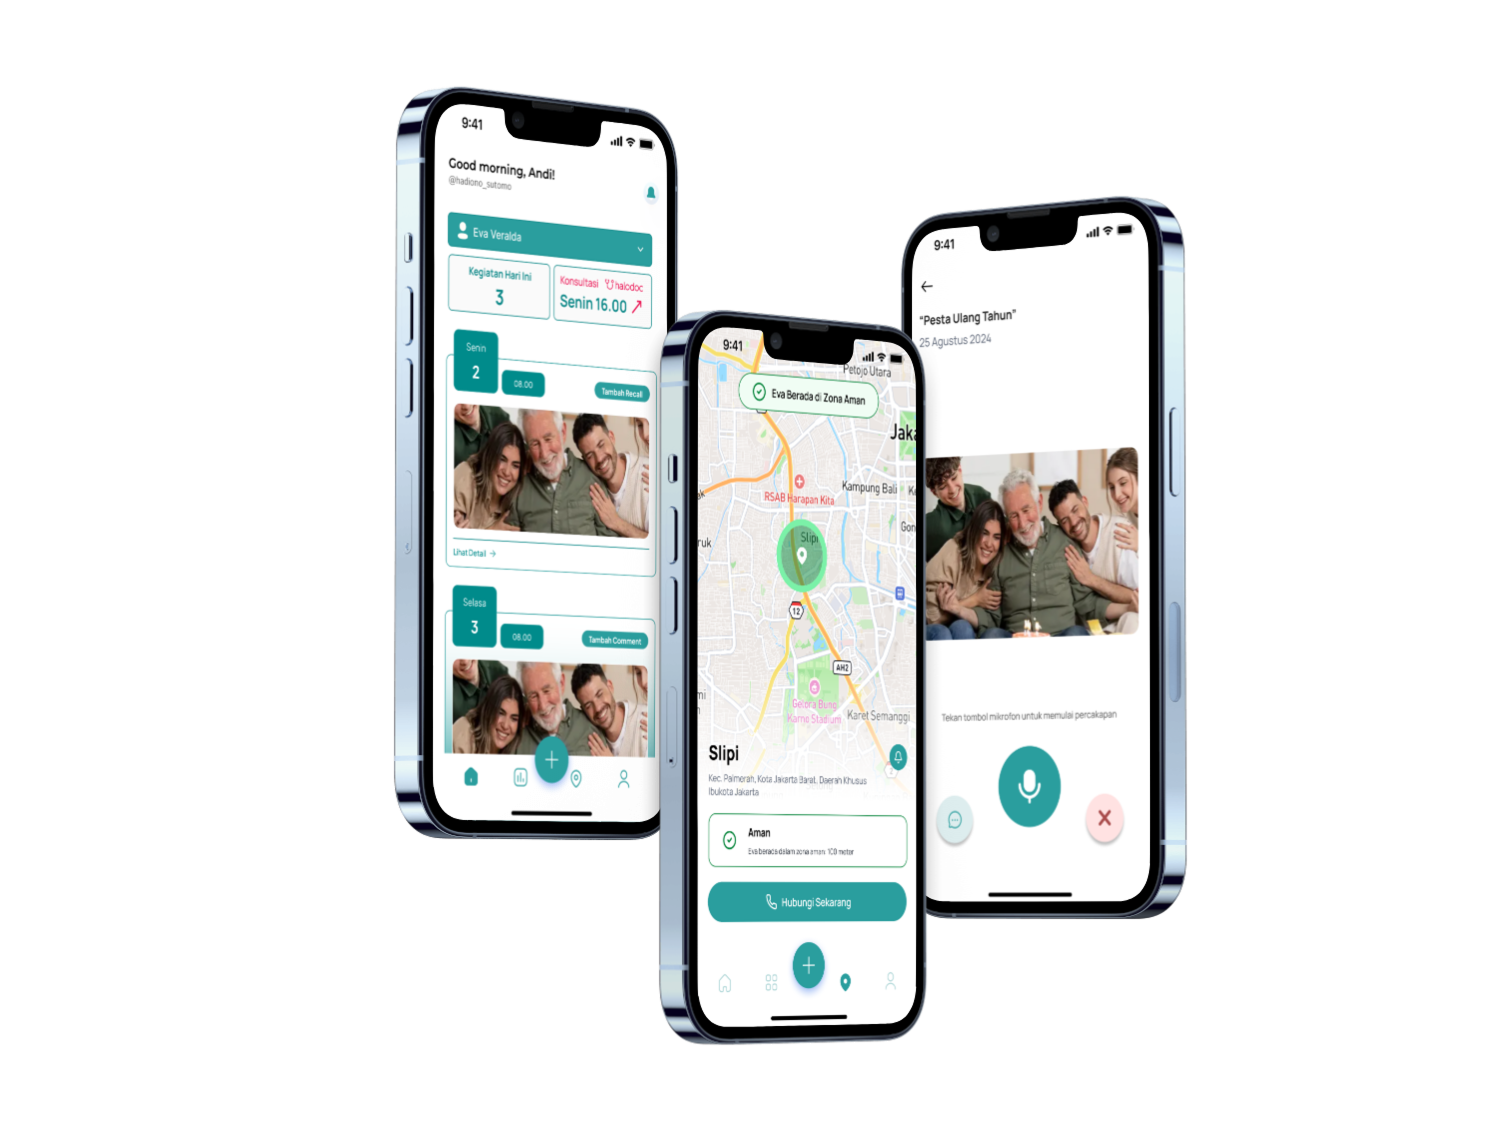 9:41
Good morning, Andi!
@hadiono_sutomo
Eva Veralda
Kegiatan Hari Ini
3
Konsultasi halodoc
Senin 16.00
Senin
2
08.00
Tambah Recall
Lihat Detail
Selasa
3
08.00
Tambah Comment
9:41
Petojo Utara
Eva Berada di Zona Aman
Jaka
RSAB Harapan Kita
Kampung Bali
K
Slipi
Gon
ruk
12
AH2
Gelora Bung
Karno Stadium
Karet Semanggi
Slipi
Kec. Palmerah, Kota Jakarta Barat, Daerah Khusus
Ibukota Jakarta
Aman
Eva berada dalam zona aman 100 meter
Hubungi Sekarang
9:41
"Pesta Ulang Tahun"
25 Agustus 2024
Tekan tombol mikrofon untuk memulai percakapan